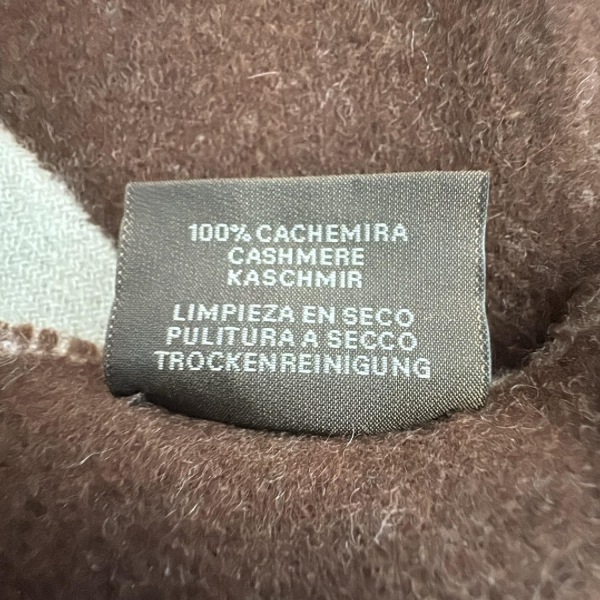 100% CACHEMIRA
CASHMERE
KASCHMIR
LIMPIEZA EN SECO
PULITURA A SECCO
TROCKENREINIGUNG